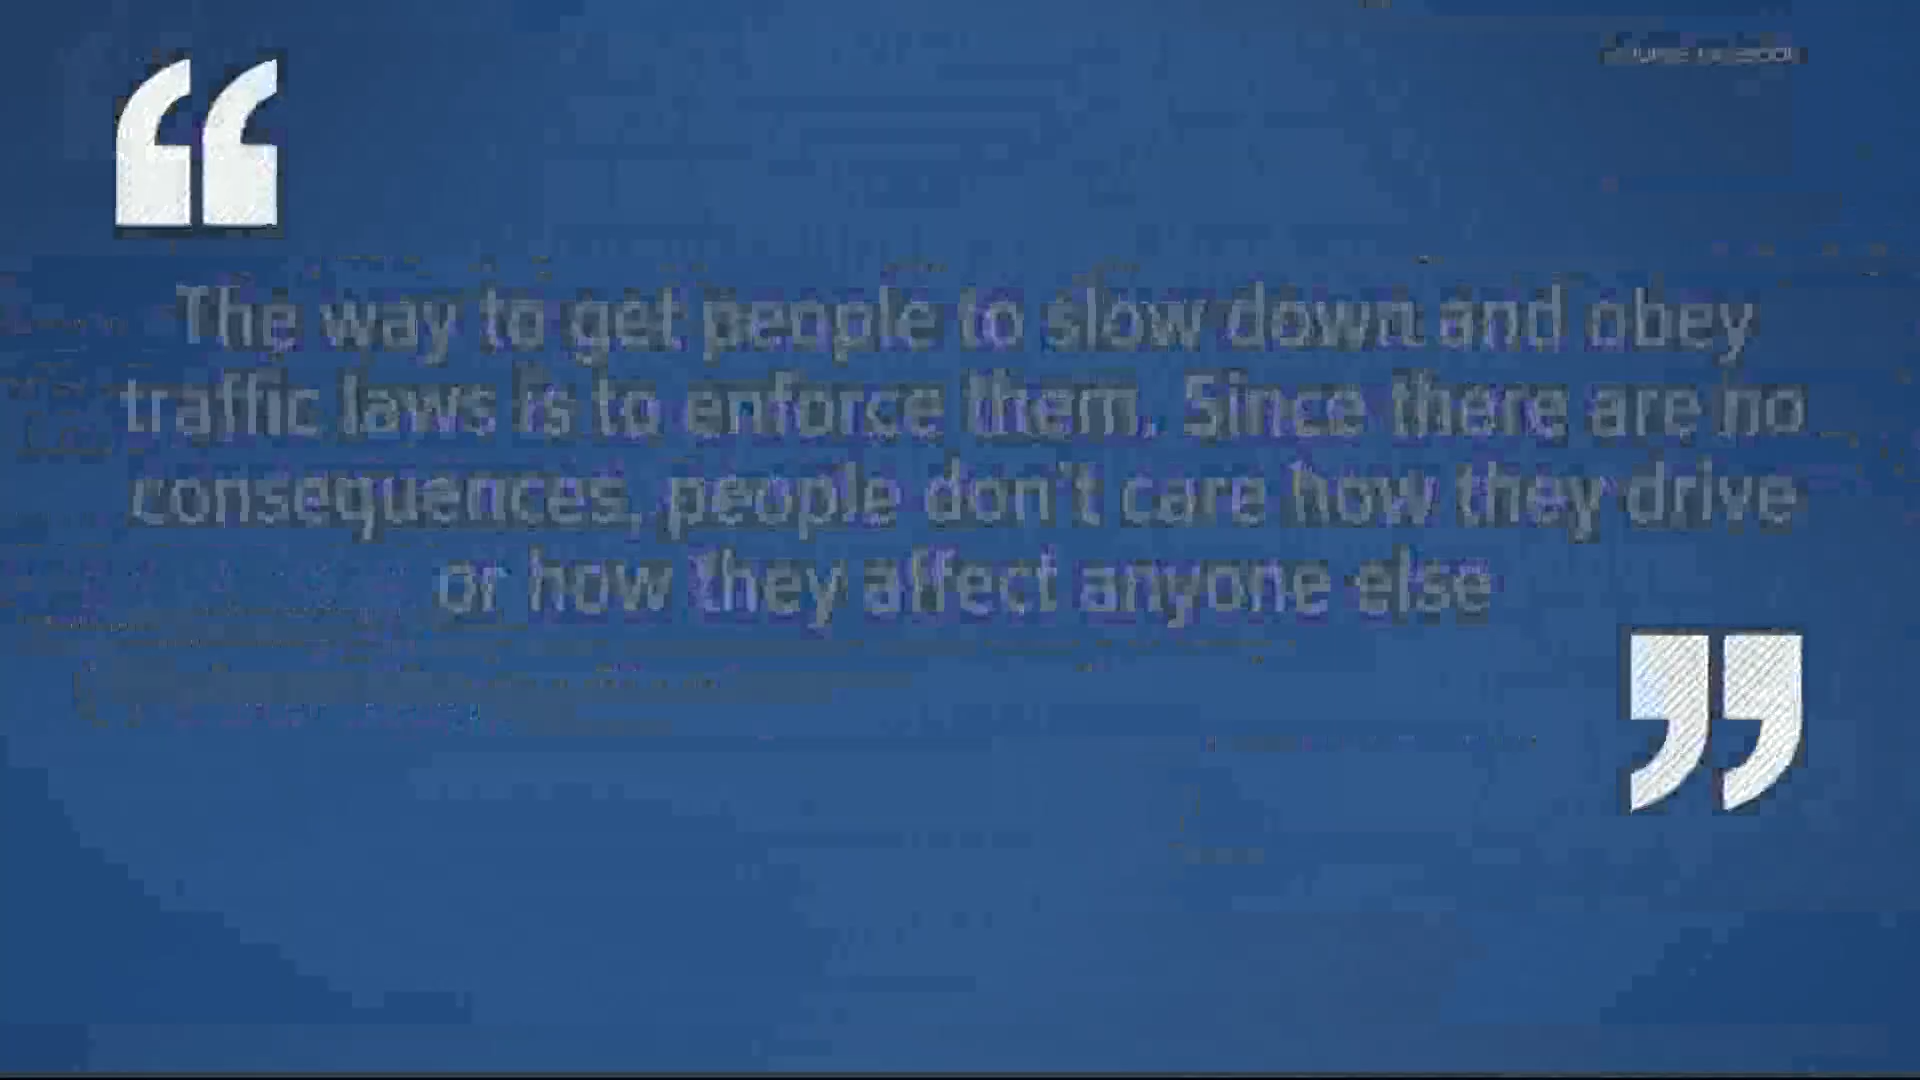 The way to get people to slow down and obey
traffic laws is to enforce them. Since there are no
consequences, people don't care how they drive
or how they affect anyone else